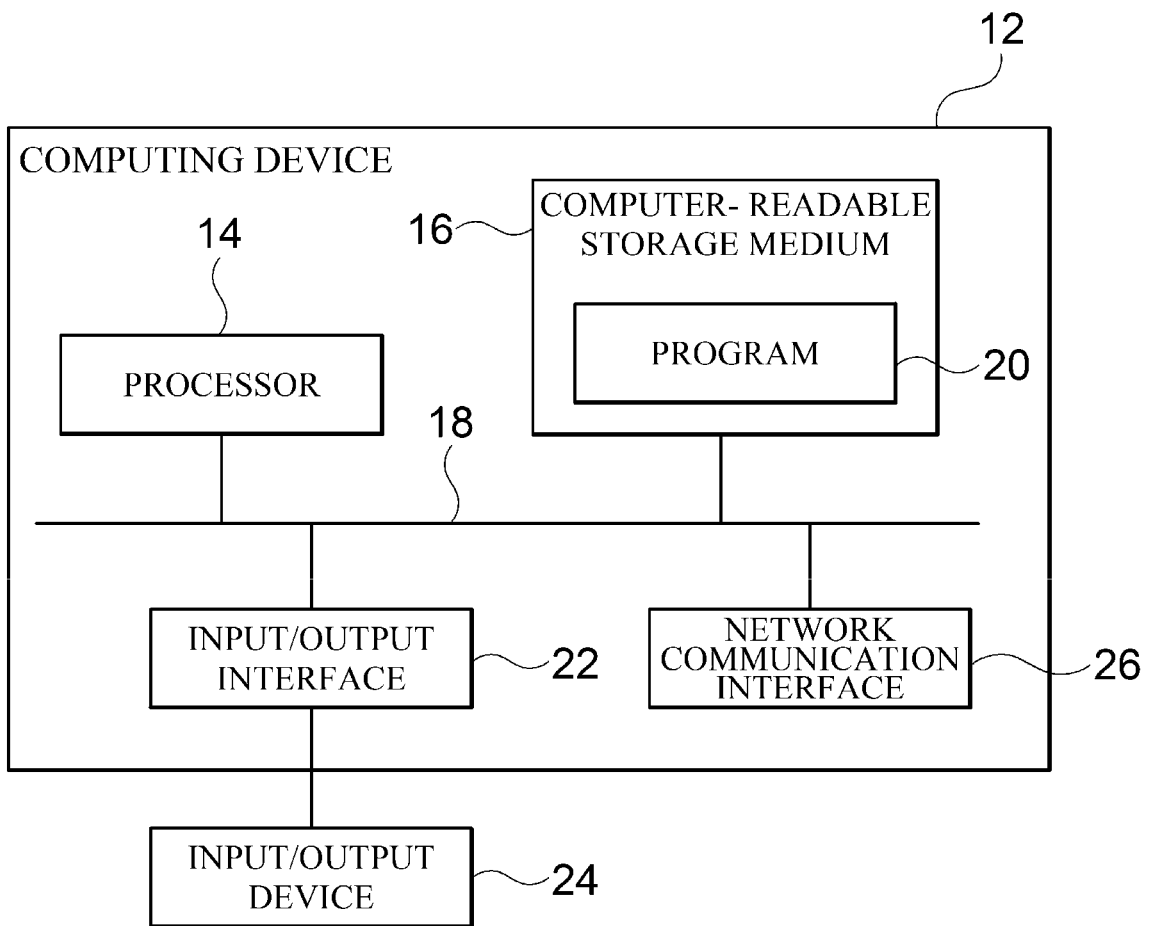 12
COMPUTING DEVICE
14
PROCESSOR
16
COMPUTER- READABLE
STORAGE MEDIUM
PROGRAM
20
18
INPUT/OUTPUT
INTERFACE
22
NETWORK
COMMUNICATION
INTERFACE
26
INPUT/OUTPUT
DEVICE
24